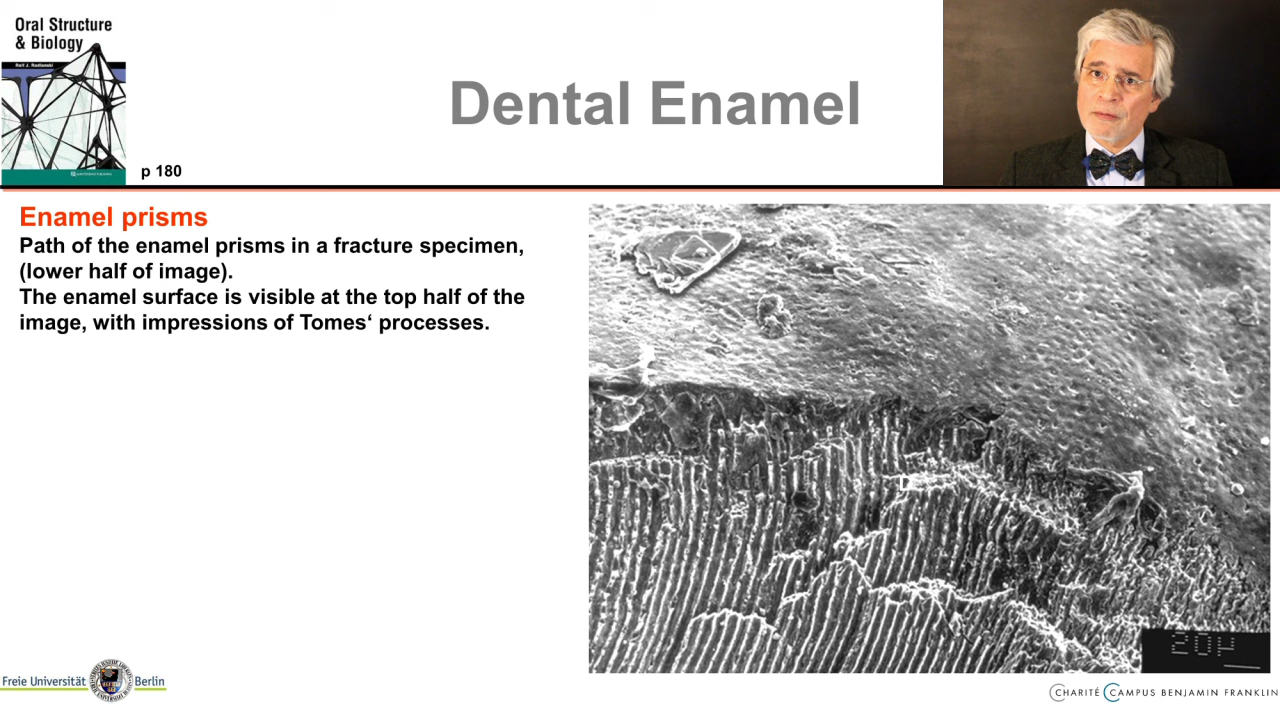 Oral Structure
& Biology
Ralf J. Radlanski
p 180
Dental Enamel
Enamel prisms
Path of the enamel prisms in a fracture specimen,
(lower half of image).
The enamel surface is visible at the top half of the
image, with impressions of Tomes‘ processes.
D
20µ
Freie Universität Berlin
CHARITÉ CAMPUS BENJAMIN FRANKLIN